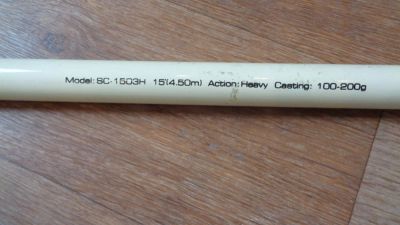 Model: SC-1503H 15'(4.50m) Action: Heavy Casting: 100-200g